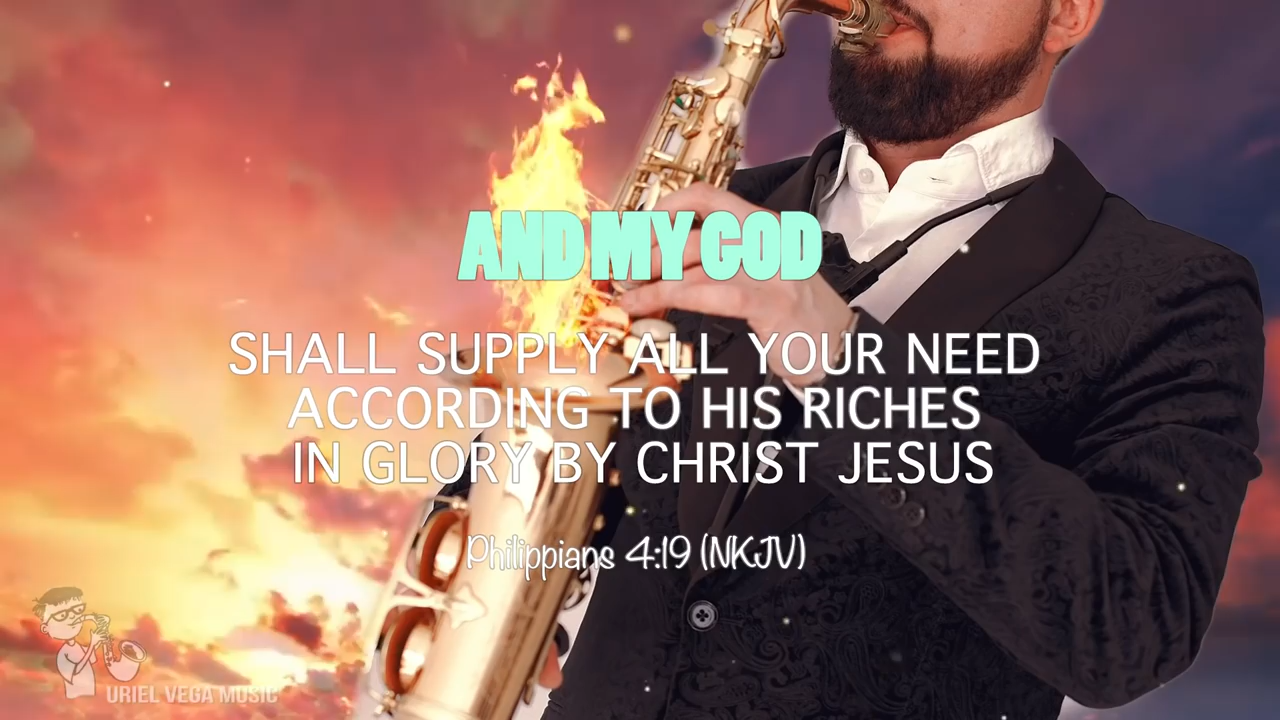 AND MY GOD
SHALL SUPPLY ALL YOUR NEED
ACCORDING TO HIS RICHES
IN GLORY BY CHRIST JESUS
Philippians 4:19 (NKJV)
URIEL VEGA MUSIC